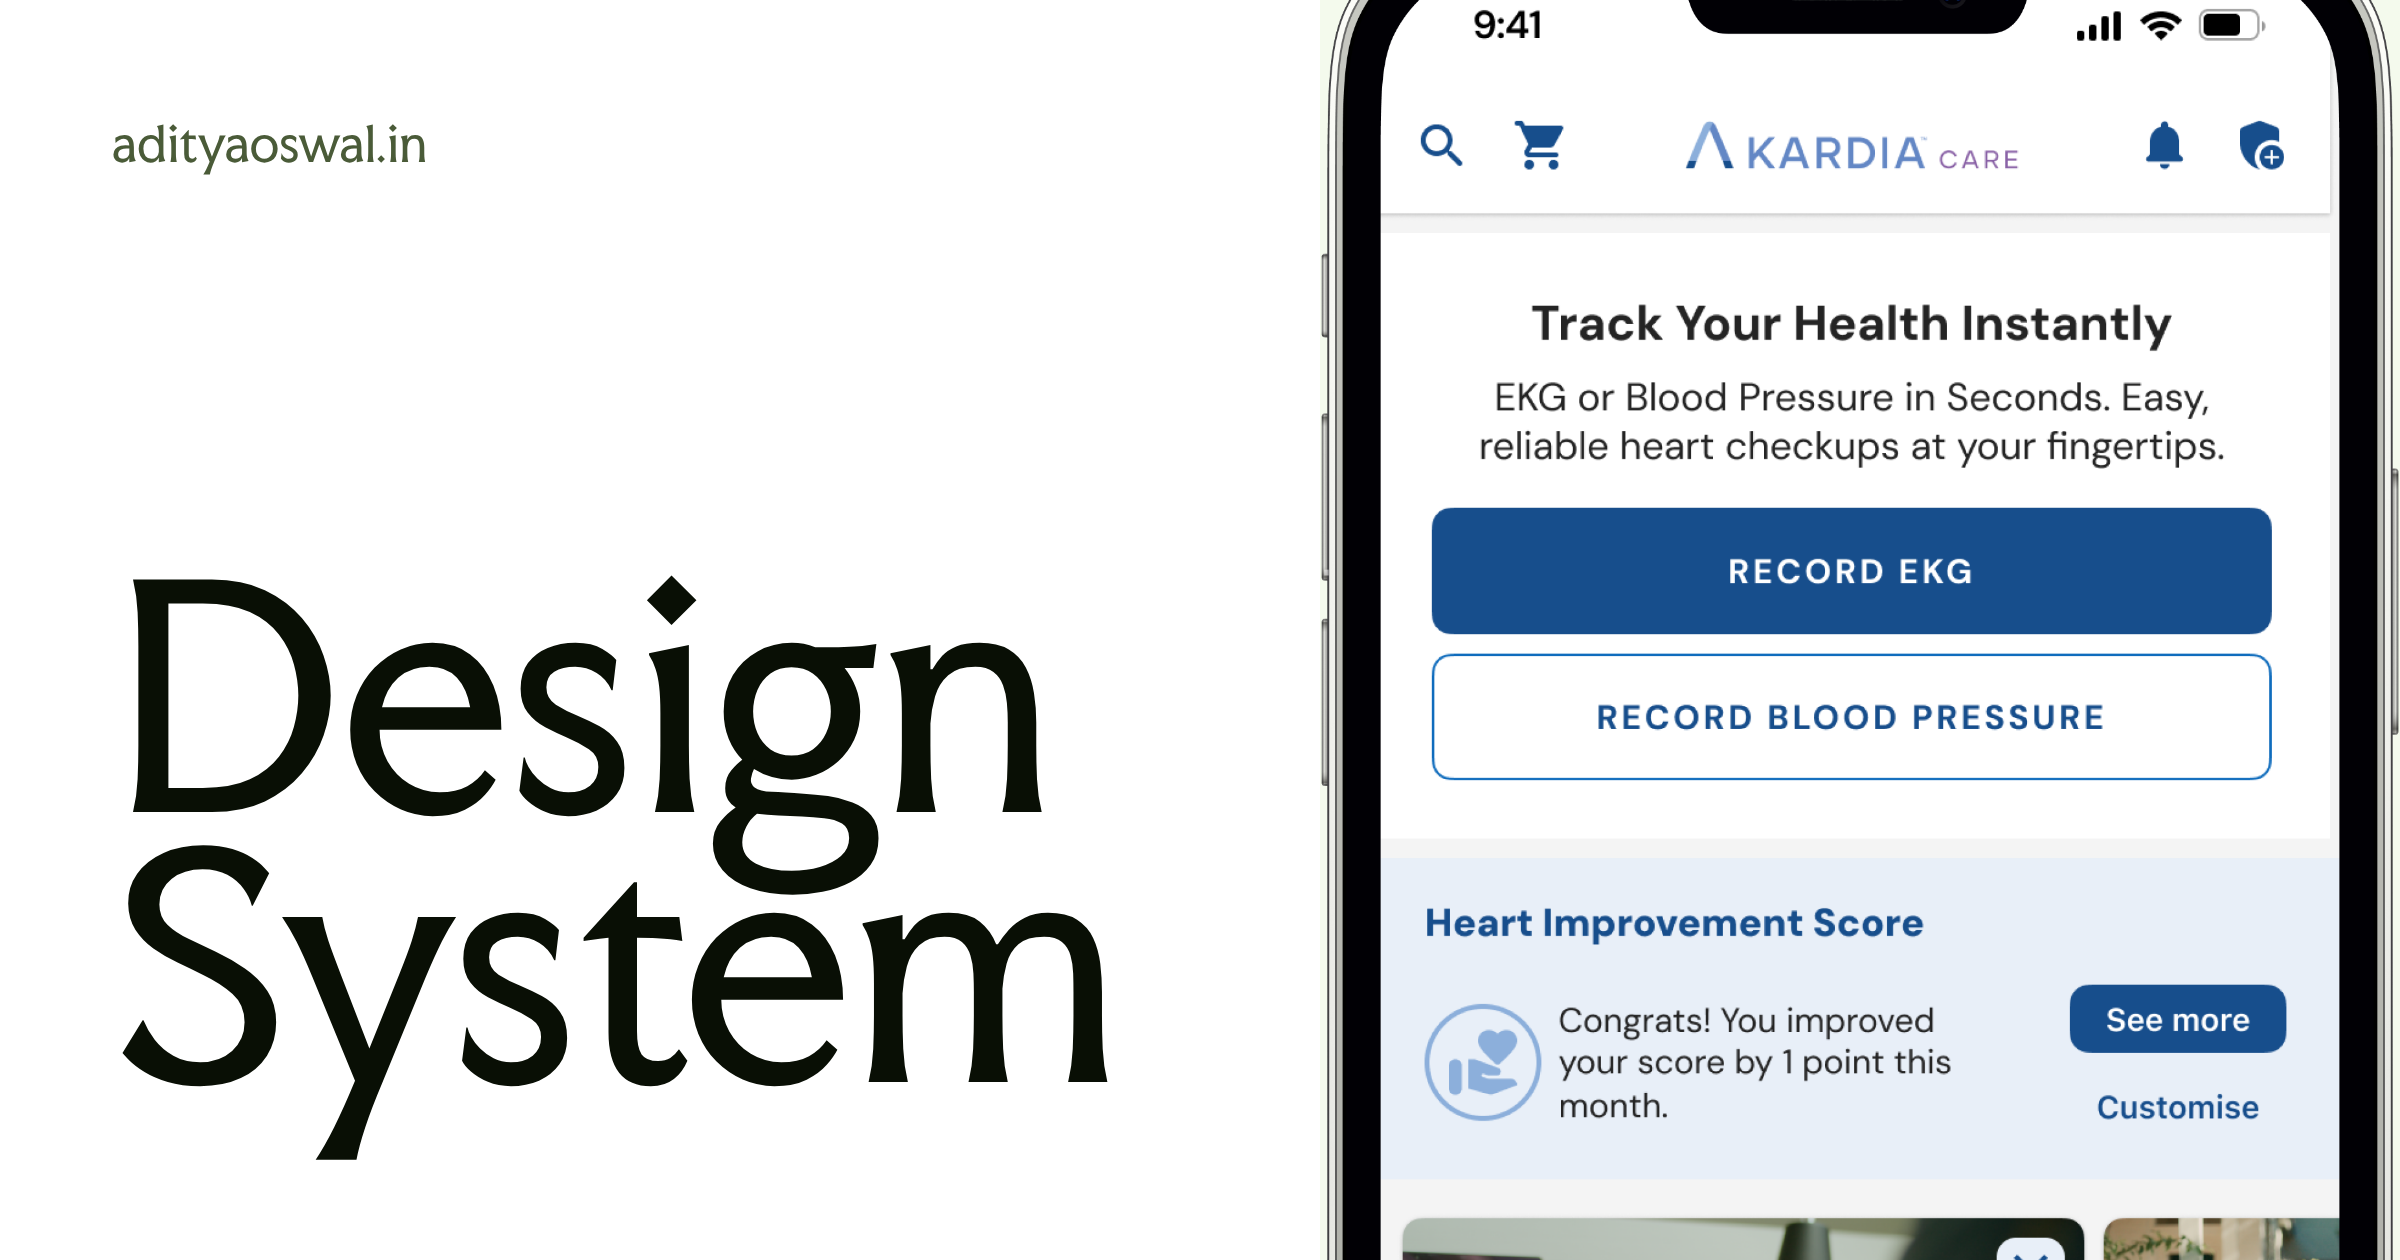 adityaoswal.in
Design
System
9:41
KARDIA™ CARE
Track Your Health Instantly
EKG or Blood Pressure in Seconds. Easy,
reliable heart checkups at your fingertips.
RECORD EKG
RECORD BLOOD PRESSURE
Heart Improvement Score
Congrats! You improved
your score by 1 point this
month.
See more
Customise